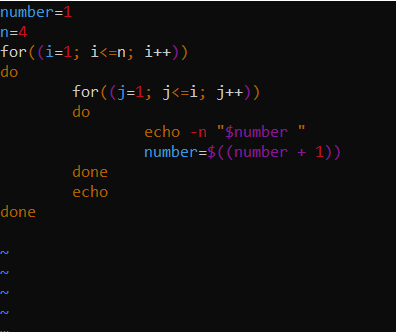 number=1
n=4
for((i=1; i<=n; i++))
do
        for((j=1; j<=i; j++))
        do
                echo -n "$number "
                number=$((number + 1))
        done
        echo
done
~
~
~
~